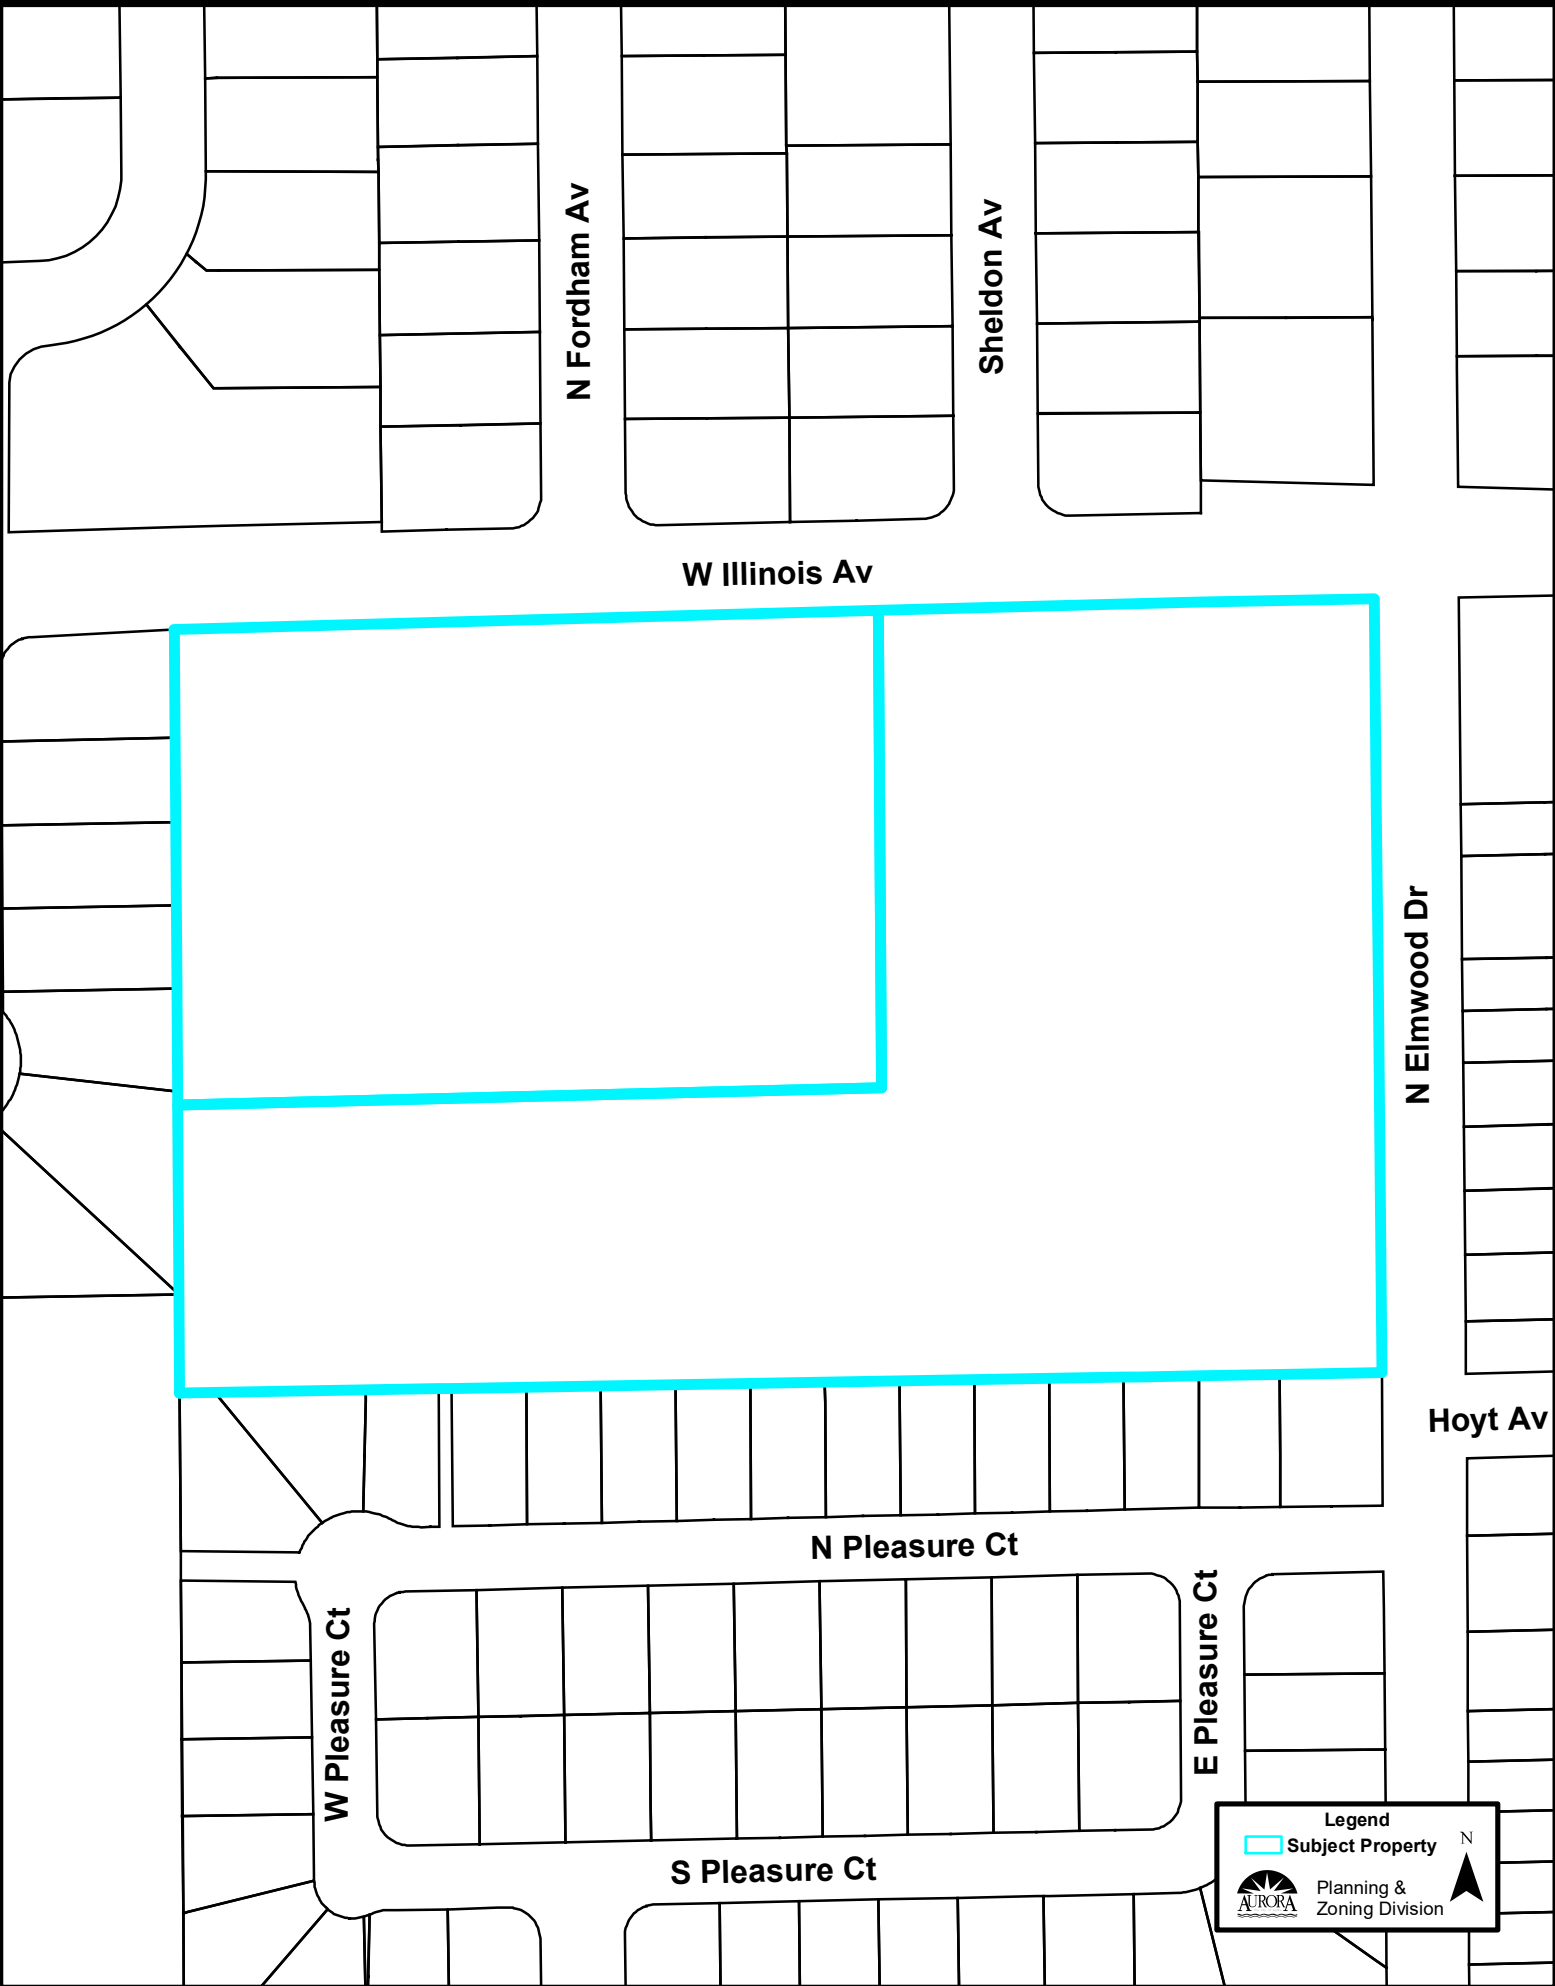 N Fordham Av
Sheldon Av
W Illinois Av
N Elmwood Dr
Hoyt Av
N Pleasure Ct
W Pleasure Ct
E Pleasure Ct
S Pleasure Ct
Legend
Subject Property
N
AURORA
Planning &
Zoning Division